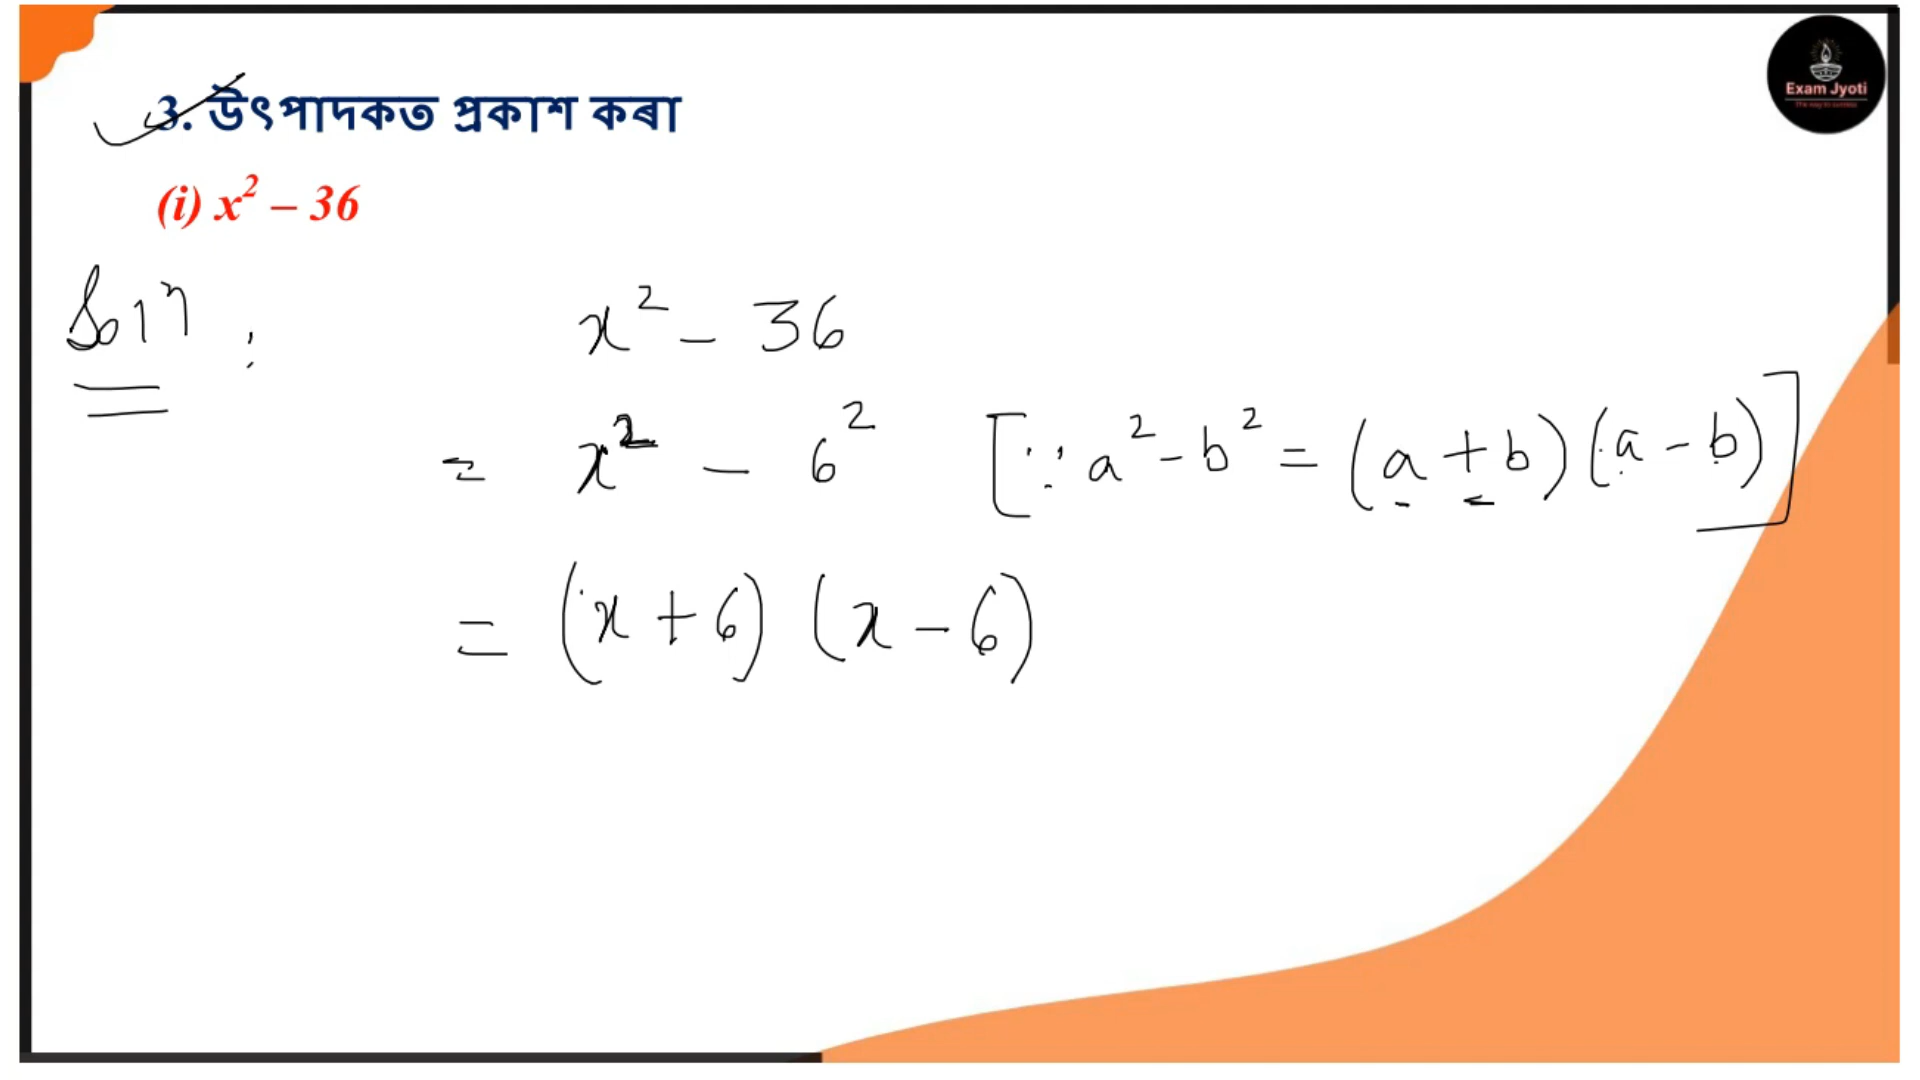 Exam Jyoti
3. উৎপাদকত প্ৰকাশ কৰা
(i) x² – 36
Solⁿ :
x² - 36
= x² - 6² [∵ a² - b² = (a + b) (a - b)]
= (x + 6) (x - 6)